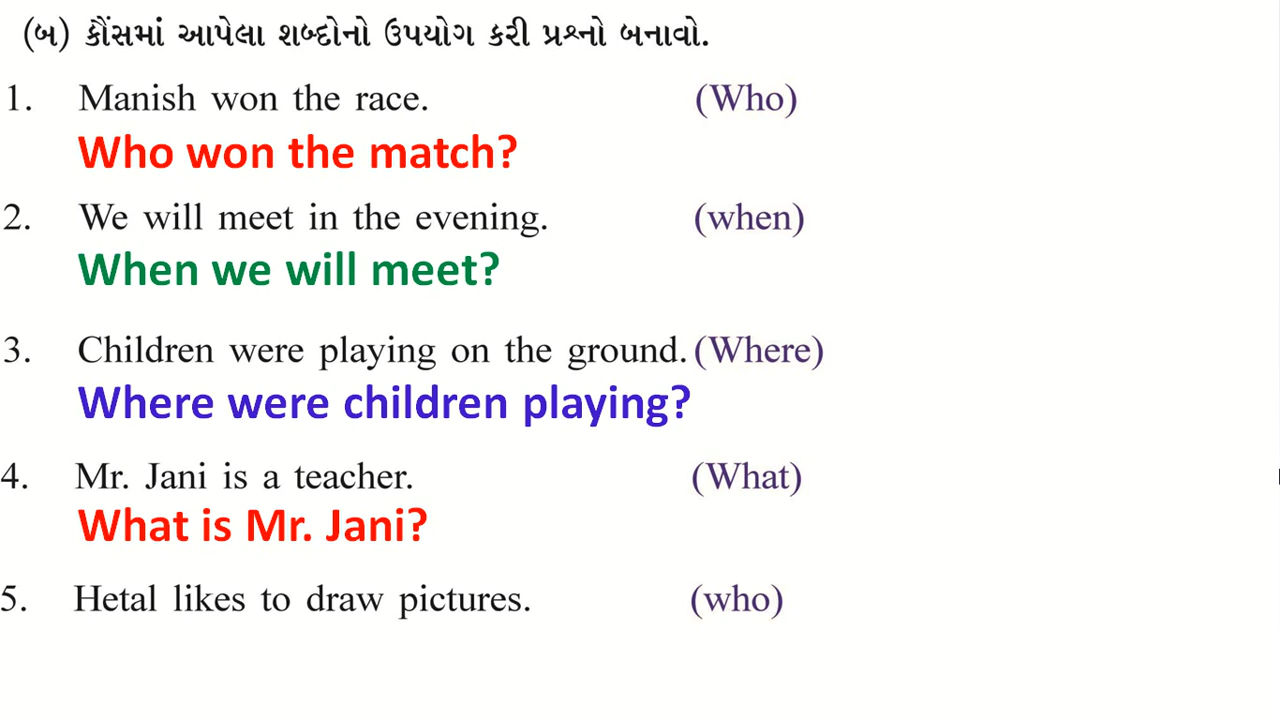 (બ) કૌંસમાં આપેલા શબ્દોનો ઉપયોગ કરી પ્રશ્નો બનાવો.
1. Manish won the race. (Who)
Who won the match?
2. We will meet in the evening. (when)
When we will meet?
3. Children were playing on the ground. (Where)
Where were children playing?
4. Mr. Jani is a teacher. (What)
What is Mr. Jani?
5. Hetal likes to draw pictures. (who)